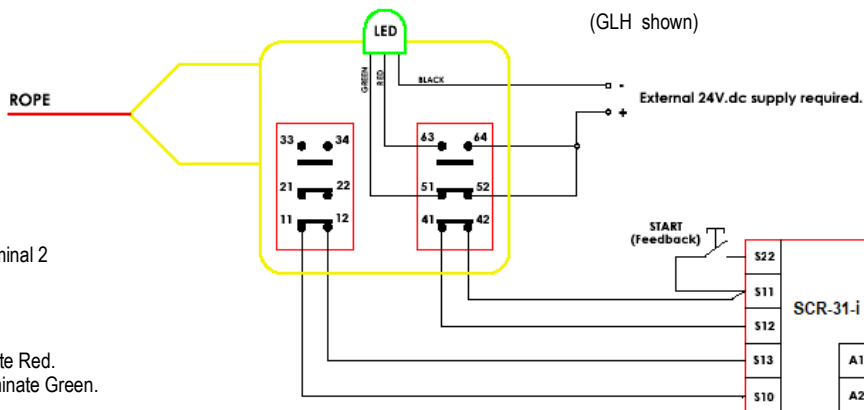 (GLH shown)
LED
GREEN
RED
BLACK
-
External 24V.dc supply required.
+
ROPE
33 34
63 64
21 22
51 52
11 12
41 42
START
(Feedback)
minal 2
S22
S11
SCR-31-i
S12
te Red.
S13
A1
minate Green.
S10
A2